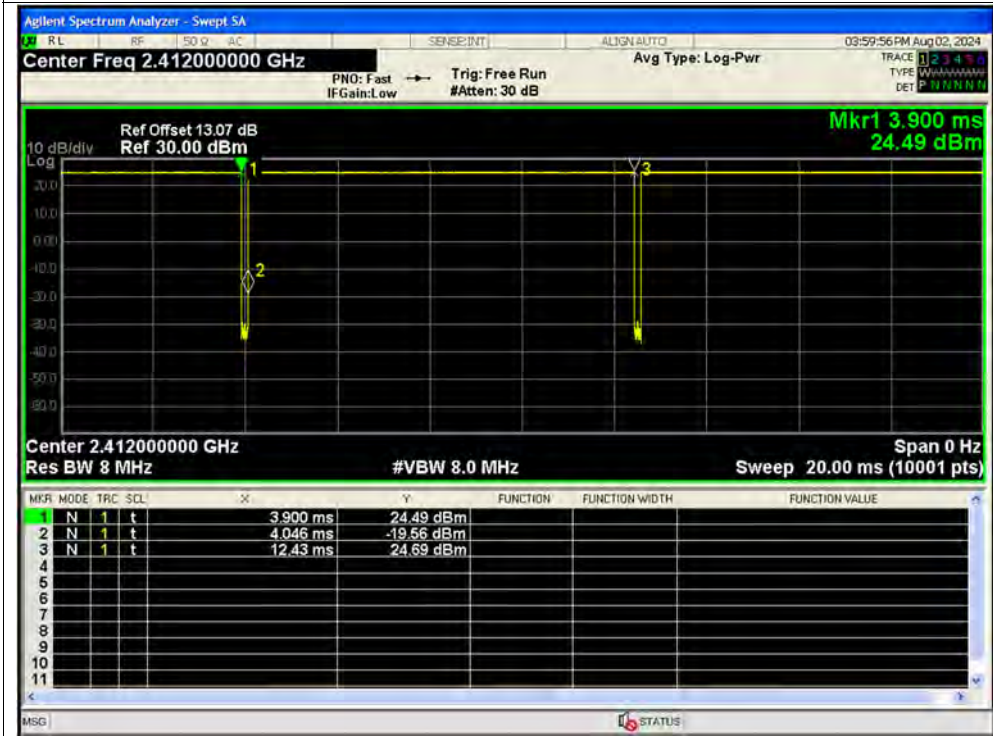 Agilent Spectrum Analyzer - Swept SA
RL RF 50 Ω AC SENSE:INT ALIGN AUTO 03:59:56 PM Aug 02, 2024
Center Freq 2.412000000 GHz
PNO: Fast
IFGain:Low
Trig: Free Run
#Atten: 30 dB
Avg Type: Log-Pwr
TRACE 1 2 3 4 5 6
TYPE W
DET P N N N N N
Ref Offset 13.07 dB
10 dB/div Ref 30.00 dBm
Log
Mkr1 3.900 ms
24.49 dBm
1
3
2
20.0
10.0
0.00
-10.0
-20.0
-30.0
-40.0
-50.0
-60.0
Center 2.412000000 GHz Span 0 Hz
Res BW 8 MHz #VBW 8.0 MHz Sweep 20.00 ms (10001 pts)
MKR MODE TRC SCL X Y FUNCTION FUNCTION WIDTH FUNCTION VALUE
1 N 1 t 3.900 ms 24.49 dBm
2 N 1 t 4.046 ms -19.56 dBm
3 N 1 t 12.43 ms 24.69 dBm
4
5
6
7
8
9
10
11
MSG STATUS